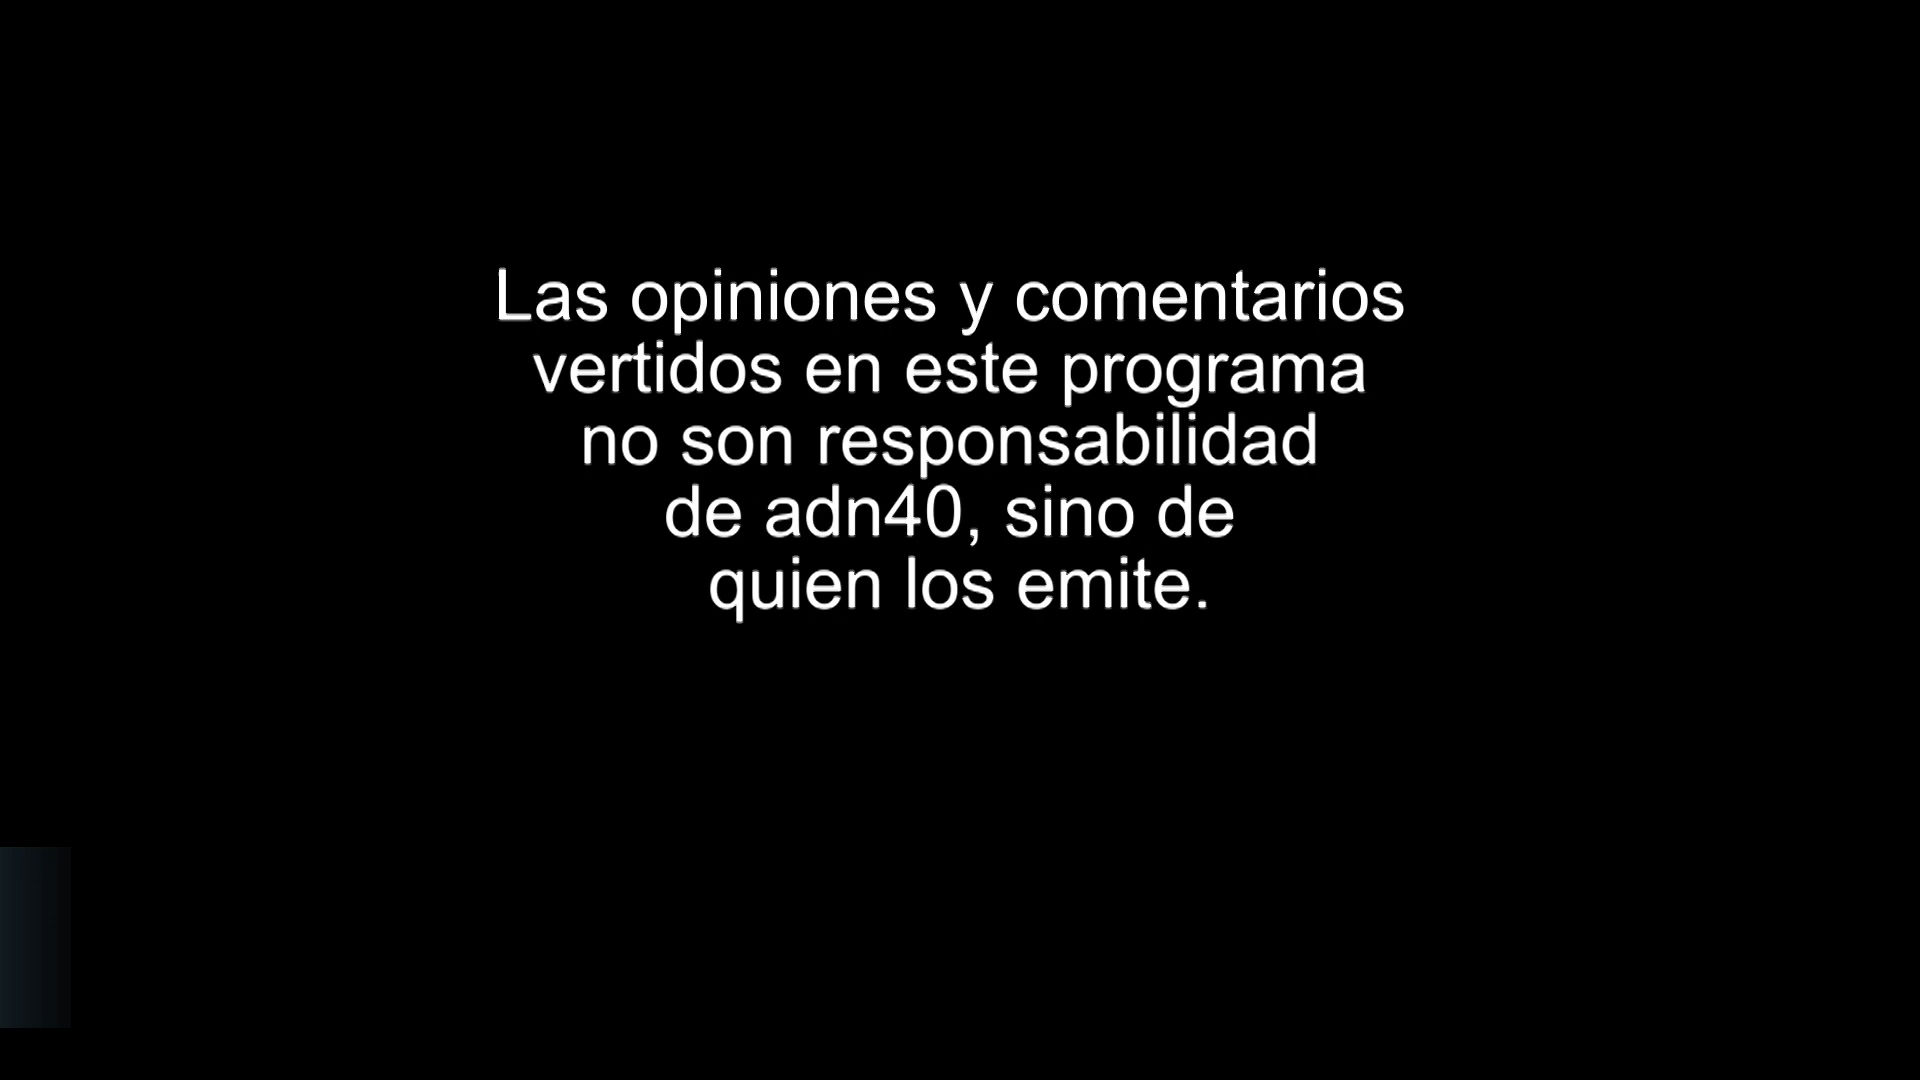 Las opiniones y comentarios
vertidos en este programa
no son responsabilidad
de adn40, sino de
quien los emite.